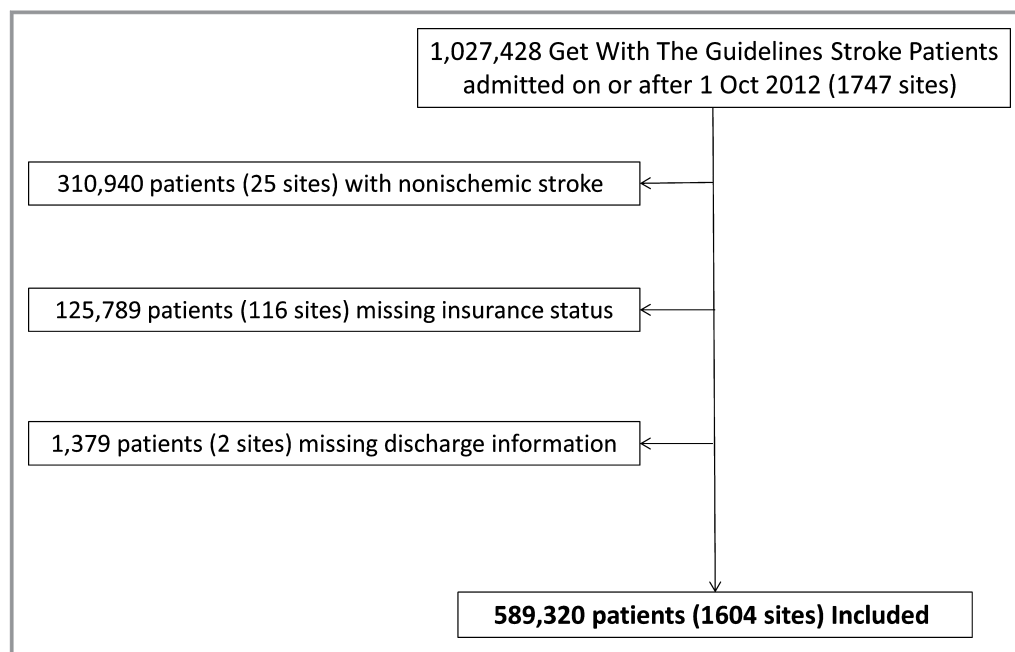 1,027,428 Get With The Guidelines Stroke Patients
admitted on or after 1 Oct 2012 (1747 sites)
310,940 patients (25 sites) with nonischemic stroke
125,789 patients (116 sites) missing insurance status
1,379 patients (2 sites) missing discharge information
589,320 patients (1604 sites) Included